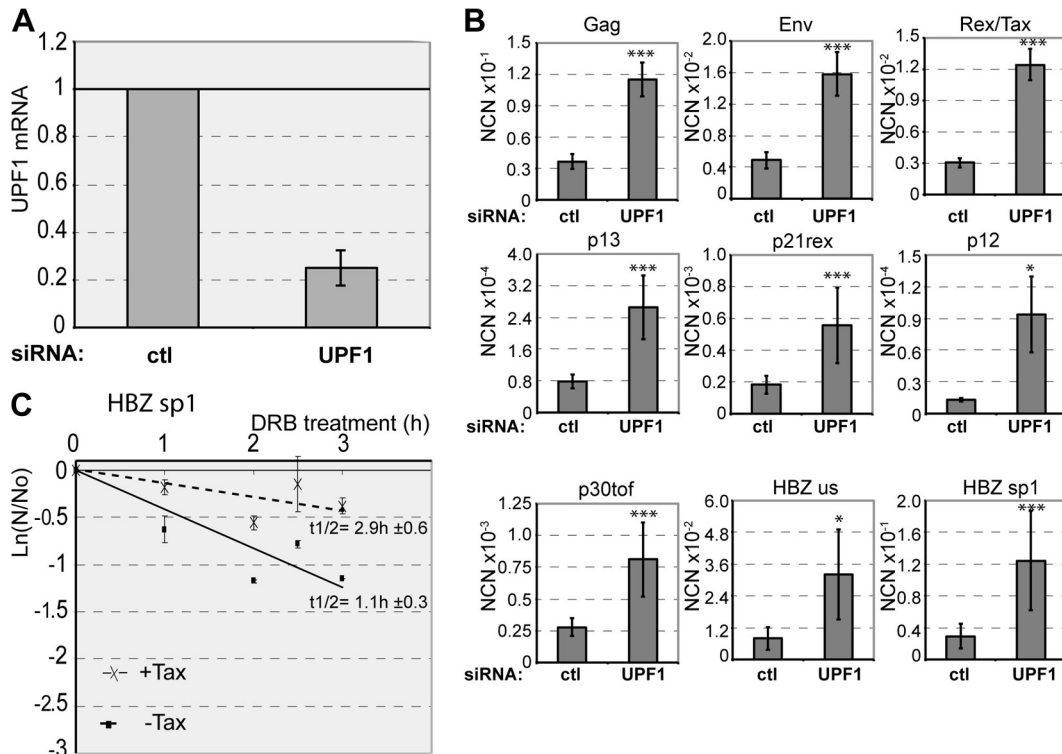 A
UPF1 mRNA
1.2
1
0.8
0.6
0.4
0.2
0
siRNA: ctl UPF1
B
Gag
NCN x10-1
1.5
1.2
0.9
0.6
0.3
0
***
siRNA: ctl UPF1
Env
NCN x10-2
2.0
1.6
1.2
0.8
0.4
0
***
ctl UPF1
Rex/Tax
NCN x10-2
1.5
1.2
0.9
0.6
0.3
0
***
ctl UPF1
p13
NCN x10-4
4.0
3.2
2.4
1.6
0.8
0
***
siRNA: ctl UPF1
p21rex
NCN x10-3
1.0
0.8
0.6
0.4
0.2
0
***
ctl UPF1
p12
NCN x10-4
1.5
1.2
0.9
0.6
0.3
0
*
ctl UPF1
p30tof
NCN x10-3
1.25
1.0
0.75
0.5
0.25
0
***
siRNA: ctl UPF1
HBZ us
NCN x10-2
6.0
4.8
3.6
2.4
1.2
0
*
ctl UPF1
HBZ sp1
NCN x10-1
2.0
1.6
1.2
0.8
0.4
0
***
ctl UPF1
C
HBZ sp1
DRB treatment (h)
0 1 2 3
Ln(N/No)
0
-0.5
-1
-1.5
-2
-2.5
-3
t1/2= 2.9h ±0.6
t1/2= 1.1h ±0.3
+Tax
-Tax